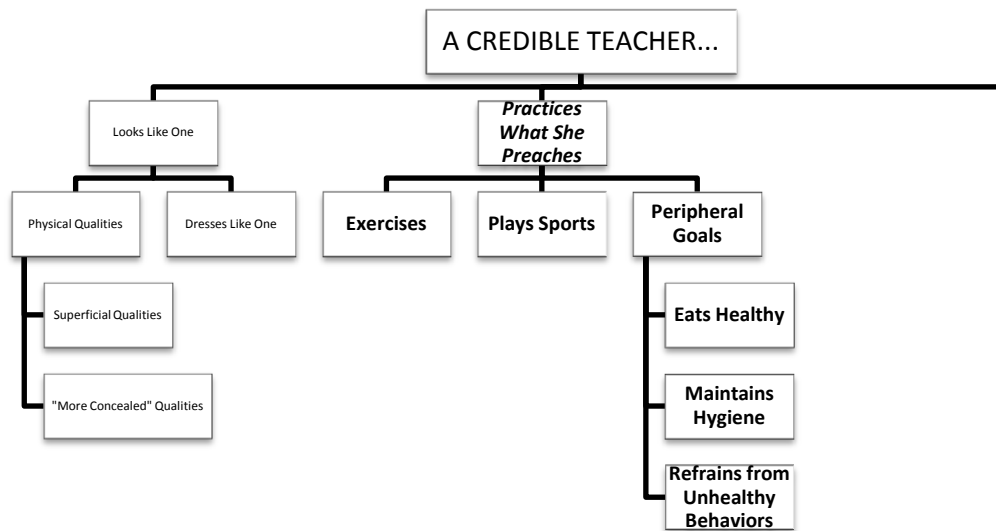 A CREDIBLE TEACHER...
Looks Like One
Practices
What She
Preaches
Physical Qualities
Dresses Like One
Exercises
Plays Sports
Peripheral
Goals
Superficial Qualities
Eats Healthy
"More Concealed" Qualities
Maintains
Hygiene
Refrains from
Unhealthy
Behaviors